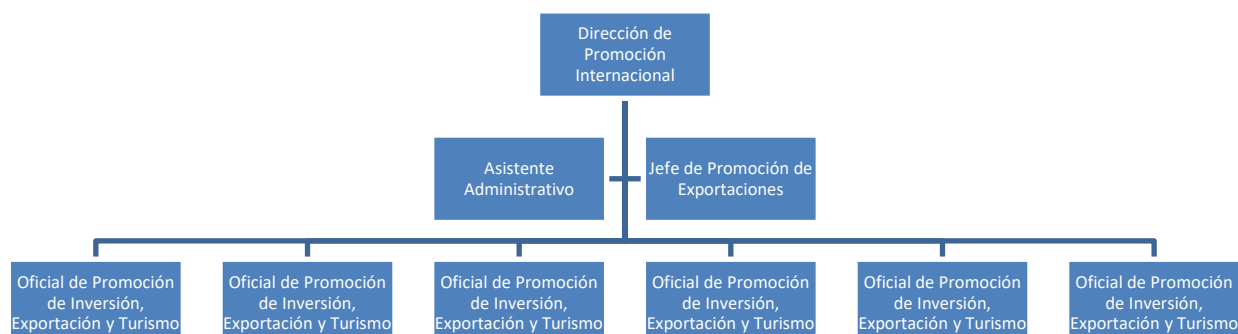 Dirección de
Promoción
Internacional
Asistente
Administrativo
Jefe de Promoción de
Exportaciones
Oficial de Promoción
de Inversión,
Exportación y Turismo
Oficial de Promoción
de Inversión,
Exportación y Turismo
Oficial de Promoción
de Inversión,
Exportación y Turismo
Oficial de Promoción
de Inversión,
Exportación y Turismo
Oficial de Promoción
de Inversión,
Exportación y Turismo
Oficial de Promoción
de Inversión,
Exportación y Turismo